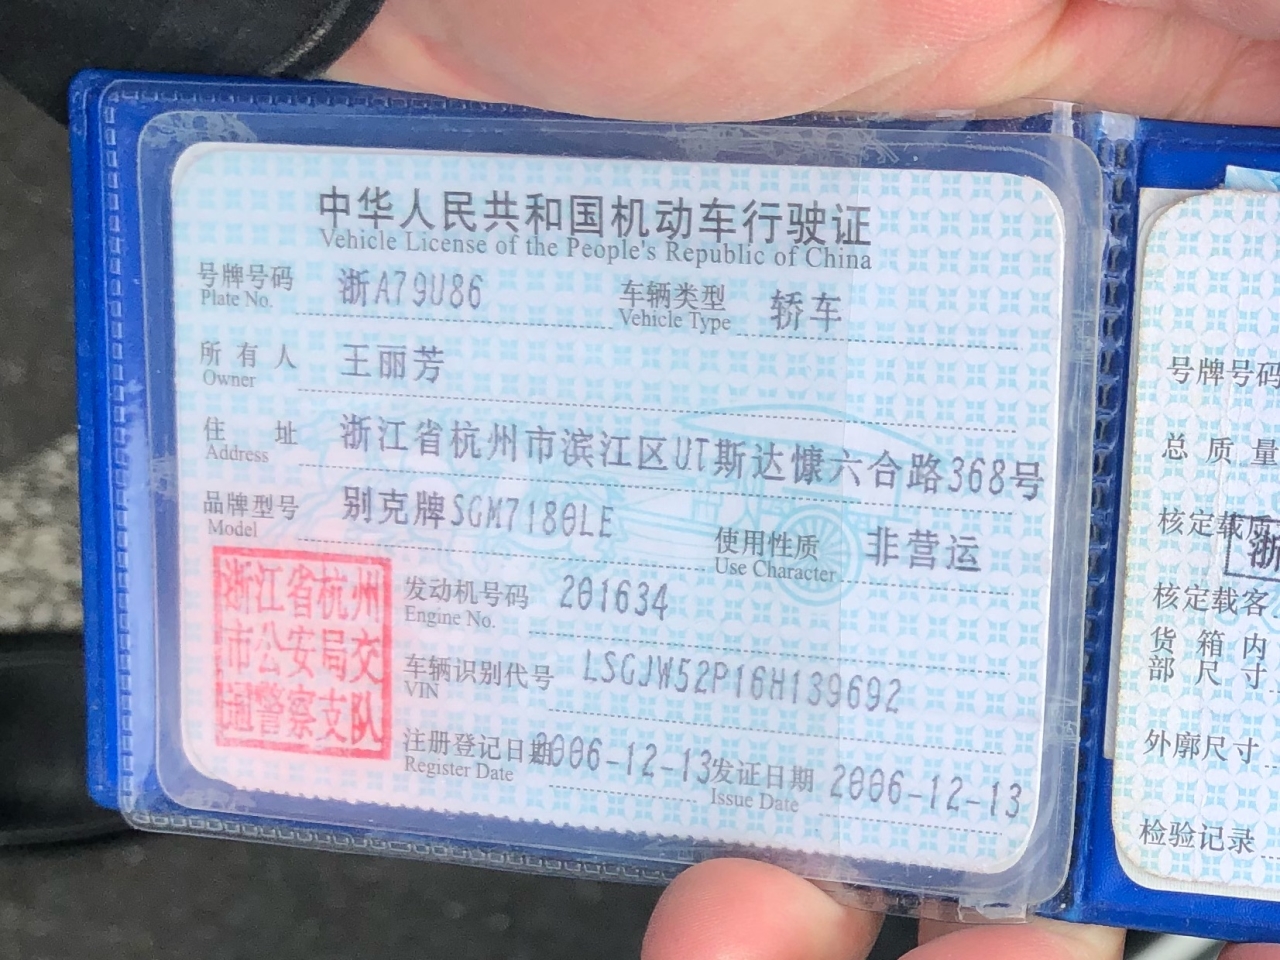 中华人民共和国机动车行驶证
Vehicle License of the People's Republic of China
号牌号码 浙A79U86 车辆类型 轿车
Plate No. Vehicle Type
所有人 王丽芳
Owner
住址 浙江省杭州市滨江区UT斯达慷六合路368号
Address
品牌型号 别克牌SGM7180LE 使用性质 非营运
Model Use Character
浙江省杭州
市公安局交
通警察支队
发动机号码 201634
Engine No.
车辆识别代号 LSGJW52P16H139692
VIN
注册登记日期 2006-12-13 发证日期 2006-12-13
Register Date Issue Date
号牌号码
总质量
核定载质
浙
核定载客
货箱内
部尺寸
外廓尺寸
检验记录